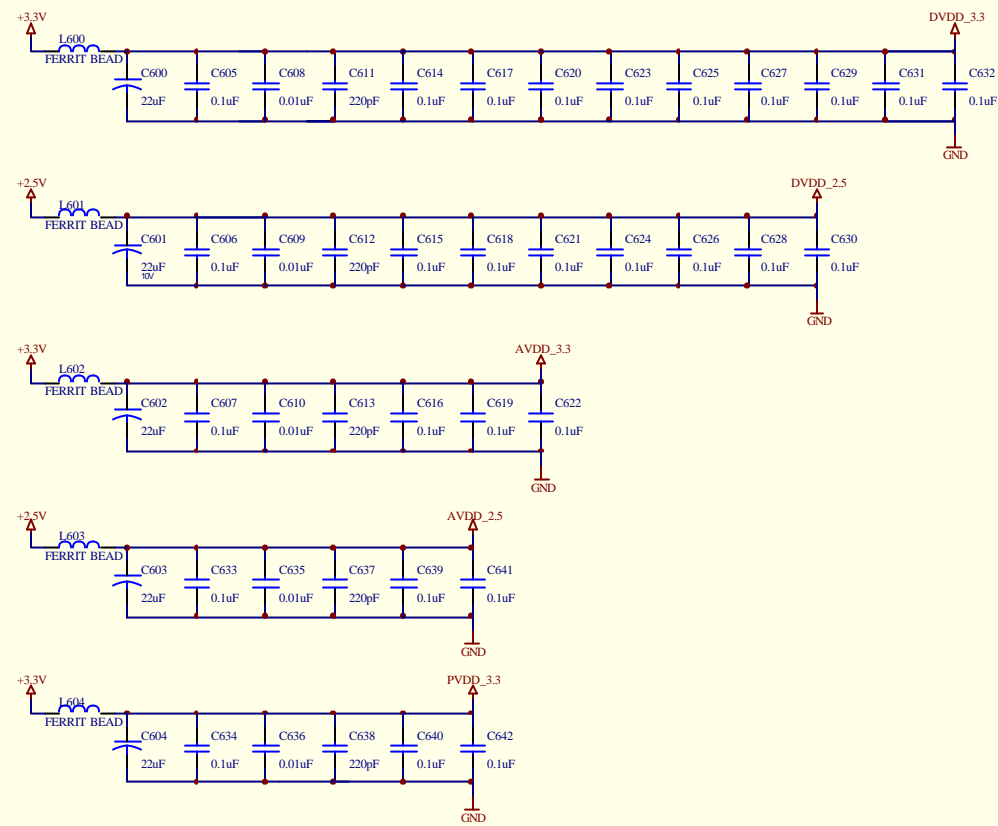 +3.3V DVDD_3.3
L600
FERRIT BEAD
C600 C605 C608 C611 C614 C617 C620 C623 C625 C627 C629 C631 C632
22uF 0.1uF 0.01uF 220pF 0.1uF 0.1uF 0.1uF 0.1uF 0.1uF 0.1uF 0.1uF 0.1uF 0.1uF
GND
+2.5V DVDD_2.5
L601
FERRIT BEAD
C601 C606 C609 C612 C615 C618 C621 C624 C626 C628 C630
22uF 0.1uF 0.01uF 220pF 0.1uF 0.1uF 0.1uF 0.1uF 0.1uF 0.1uF 0.1uF
10V
GND
+3.3V AVDD_3.3
L602
FERRIT BEAD
C602 C607 C610 C613 C616 C619 C622
22uF 0.1uF 0.01uF 220pF 0.1uF 0.1uF 0.1uF
GND
+2.5V AVDD_2.5
L603
FERRIT BEAD
C603 C633 C635 C637 C639 C641
22uF 0.1uF 0.01uF 220pF 0.1uF 0.1uF
GND
+3.3V PVDD_3.3
L604
FERRIT BEAD
C604 C634 C636 C638 C640 C642
22uF 0.1uF 0.01uF 220pF 0.1uF 0.1uF
GND